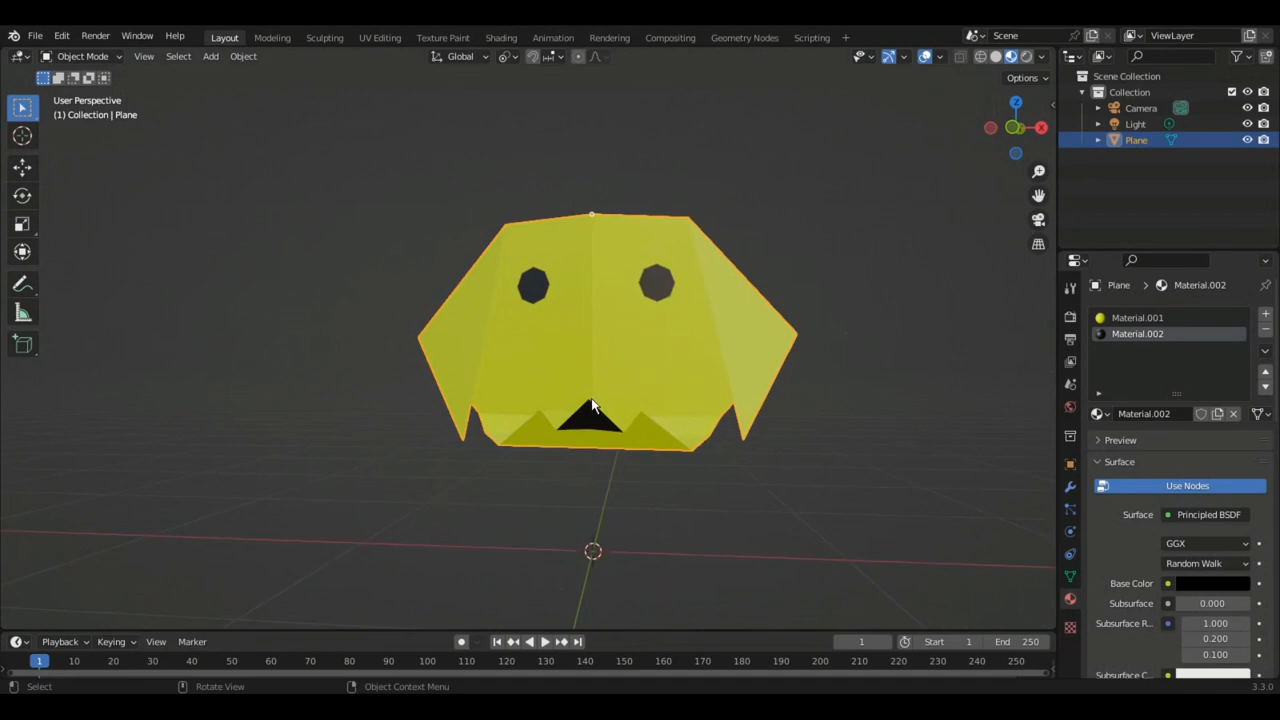 File Edit Render Window Help Layout Modeling Sculpting UV Editing Texture Paint Shading Animation Rendering Compositing Geometry Nodes Scripting + Scene ViewLayer
Object Mode View Select Add Object Global
Options
User Perspective
(1) Collection | Plane
Z
X
Scene Collection
Collection
Camera
Light
Plane
Plane Material.002
Material.001
Material.002
Material.002
Preview
Surface
Use Nodes
Surface Principled BSDF
GGX
Random Walk
Base Color
Subsurface 0.000
Subsurface R... 1.000
0.200
0.100
Subsurface C...
Playback Keying View Marker 1 Start 1 End 250
1 10 20 30 40 50 60 70 80 90 100 110 120 130 140 150 160 170 180 190 200 210 220 230 240 250
Select Rotate View Object Context Menu 3.3.0